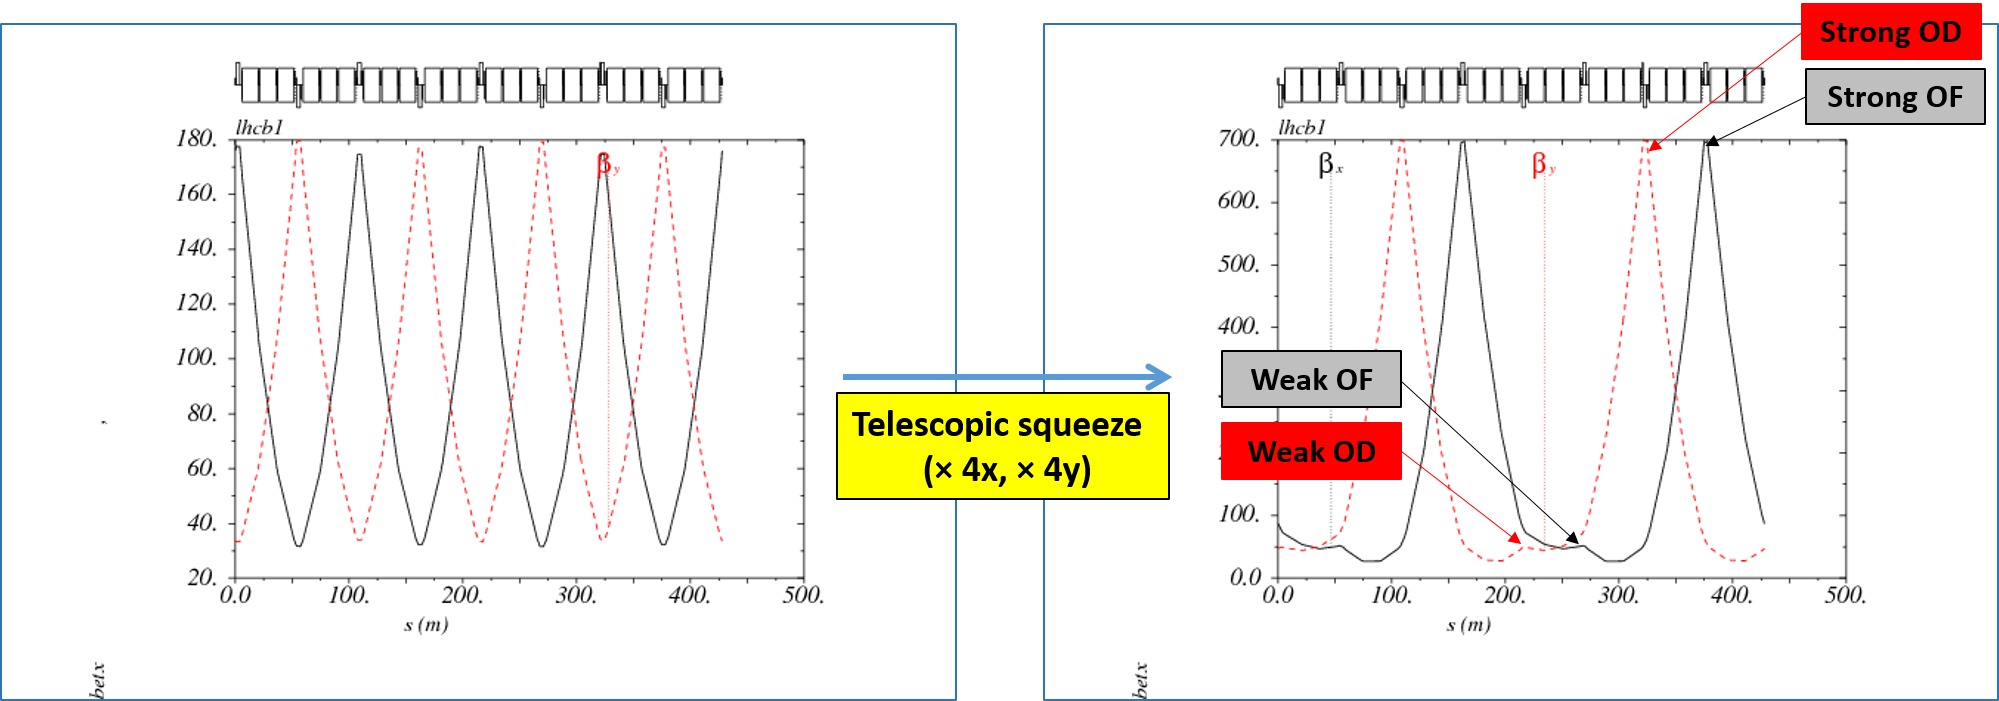 lhcb1
180.
160.
140.
120.
100.
80.
60.
40.
20.
βy
0.0
100.
200.
300.
400.
500.
s (m)
bet.x
,
Telescopic squeeze
(× 4x, × 4y)
Strong OD
Strong OF
Weak OF
Weak OD
lhcb1
700.
600.
500.
400.
100.
0.0
βx
βy
0.0
100.
200.
300.
400.
500.
s (m)
bet.x